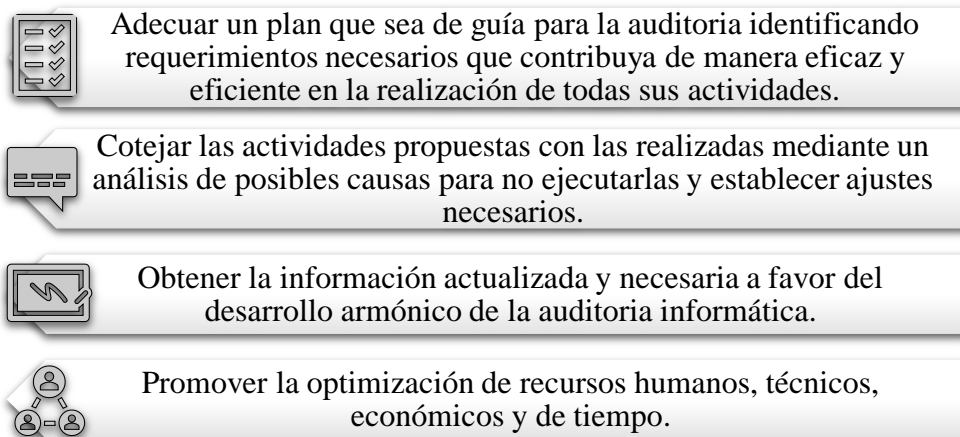 Adecuar un plan que sea de guía para la auditoria identificando
requerimientos necesarios que contribuya de manera eficaz y
eficiente en la realización de todas sus actividades.
Cotejar las actividades propuestas con las realizadas mediante un
análisis de posibles causas para no ejecutarlas y establecer ajustes
necesarios.
Obtener la información actualizada y necesaria a favor del
desarrollo armónico de la auditoria informática.
Promover la optimización de recursos humanos, técnicos,
económicos y de tiempo.